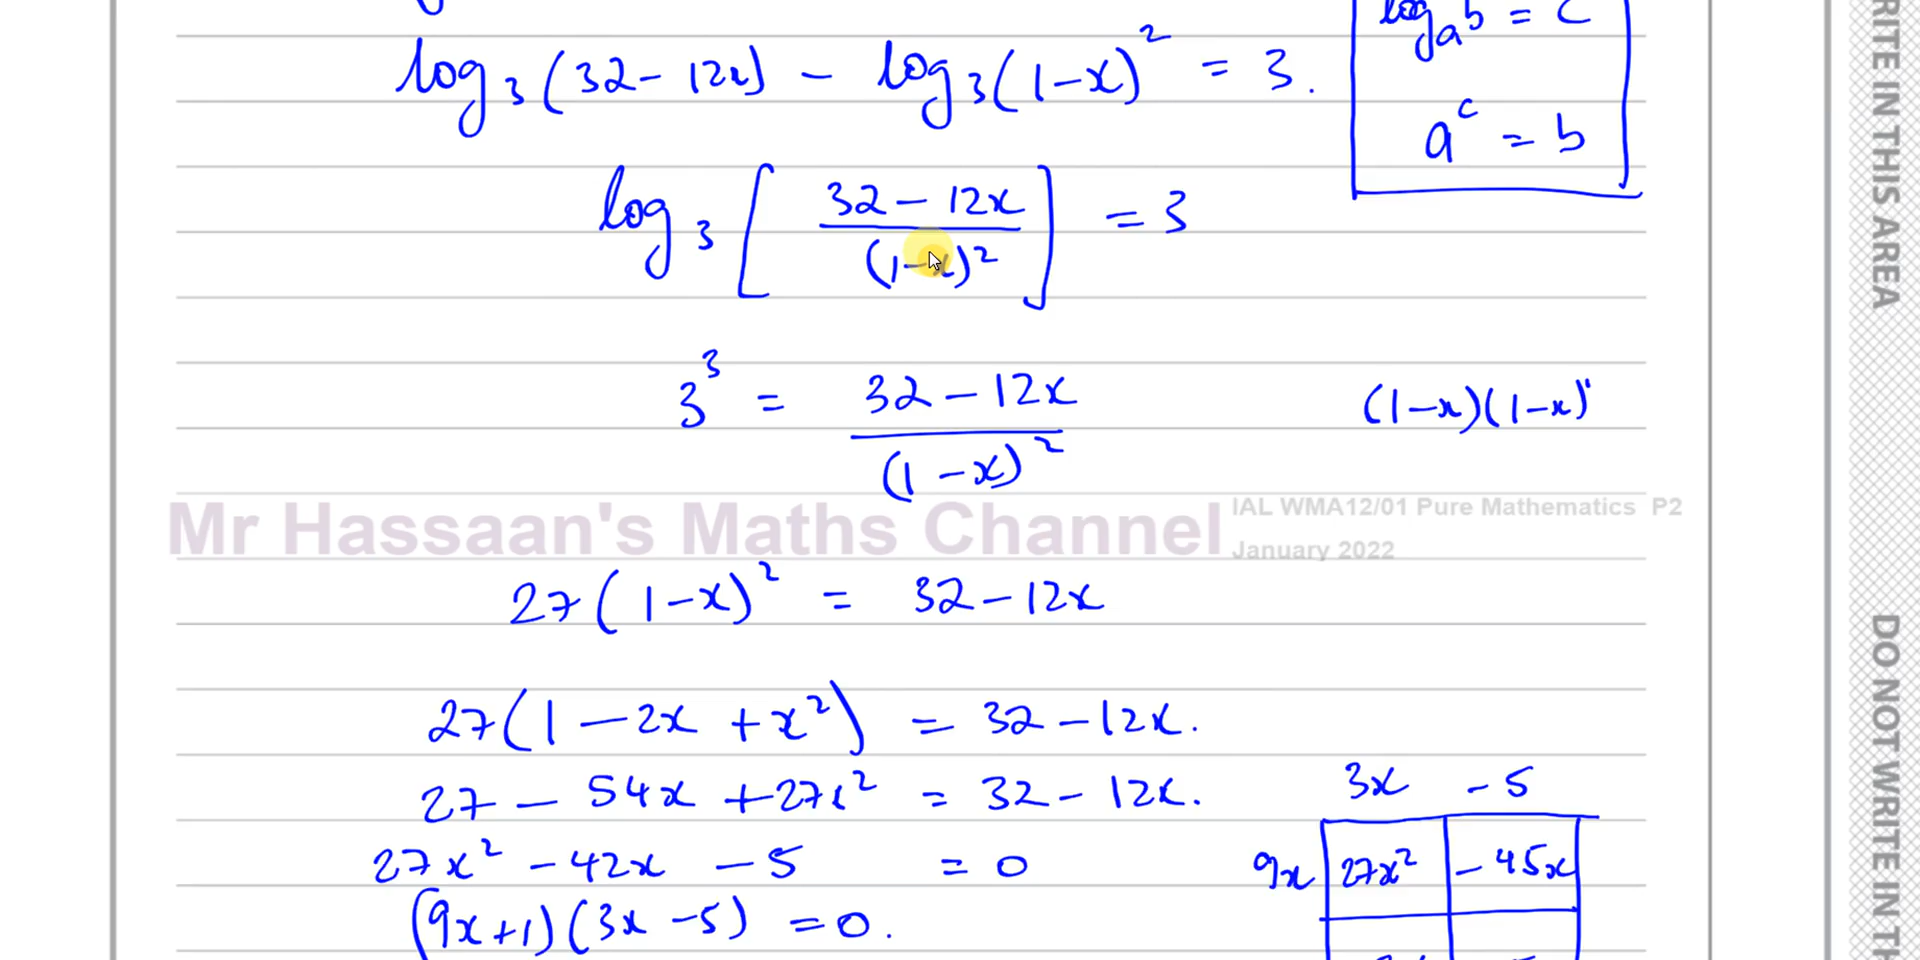 logₐb = c
log₃(32-12x) - log₃(1-x)² = 3.
aᶜ = b
log₃[(32-12x)/(1-x)²] = 3
3³ = (32-12x)/(1-x)²
(1-x)(1-x)
Mr Hassaan's Maths Channel
IAL WMA12/01 Pure Mathematics P2
January 2022
27(1-x)² = 32-12x
27(1-2x+x²) = 32-12x.
27-54x+27x² = 32-12x.
27x²-42x-5 = 0
(9x+1)(3x-5) = 0.
3x -5
9x 27x² -45x
RITE IN THIS AREA
DO NOT WRITE IN TH